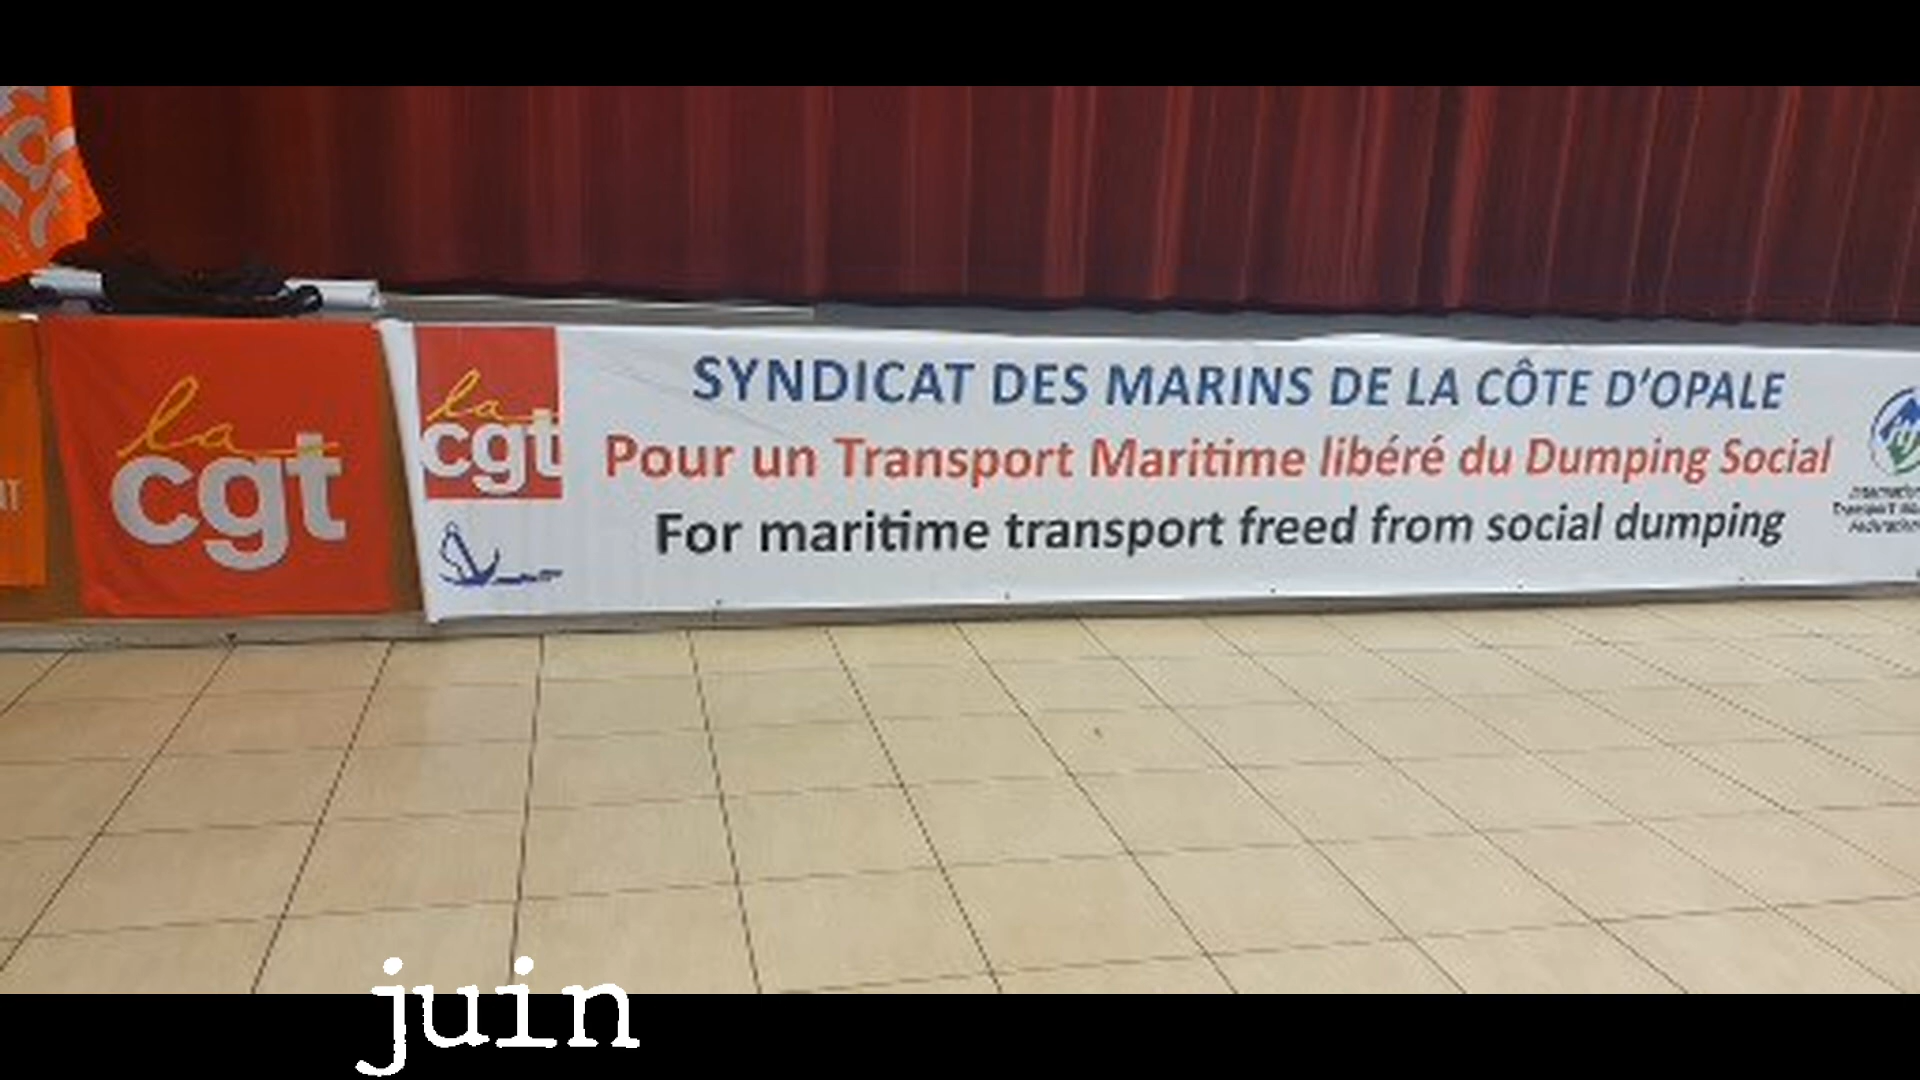 la
cgt
la
cgt
SYNDICAT DES MARINS DE LA CÔTE D'OPALE
Pour un Transport Maritime libéré du Dumping Social
For maritime transport freed from social dumping
juin